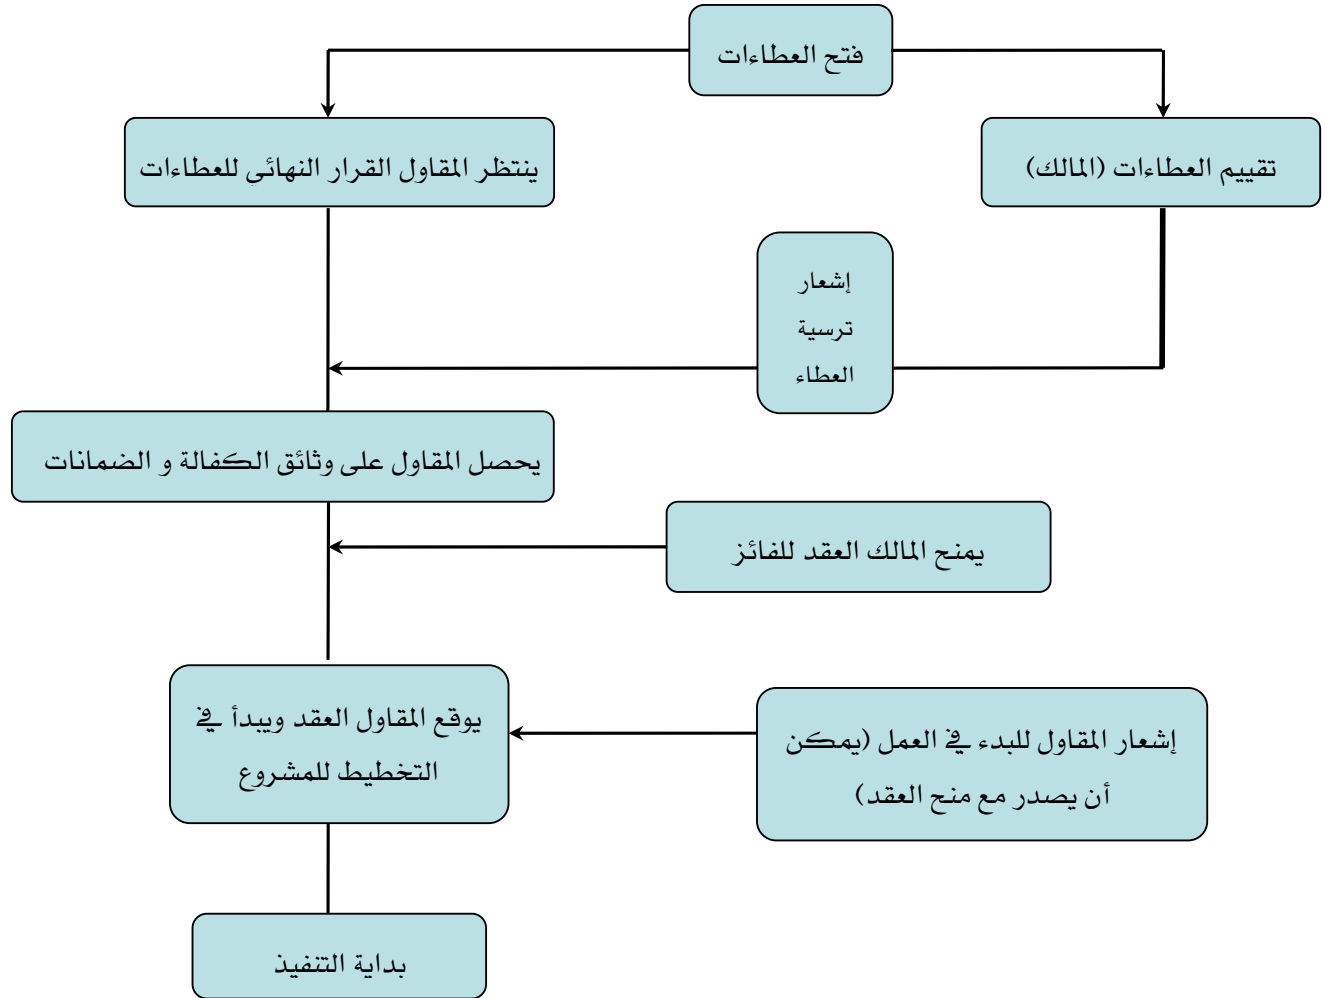 فتح العطاءات
تقييم العطاءات (المالك)
ينتظر المقاول القرار النهائي للعطاءات
إشعار
ترسية
العطاء
يحصل المقاول على وثائق الكفالة و الضمانات
يمنح المالك العقد للفائز
يوقع المقاول العقد ويبدأ في
التخطيط للمشروع
إشعار المقاول للبدء في العمل (يمكن
أن يصدر مع منح العقد)
بداية التنفيذ